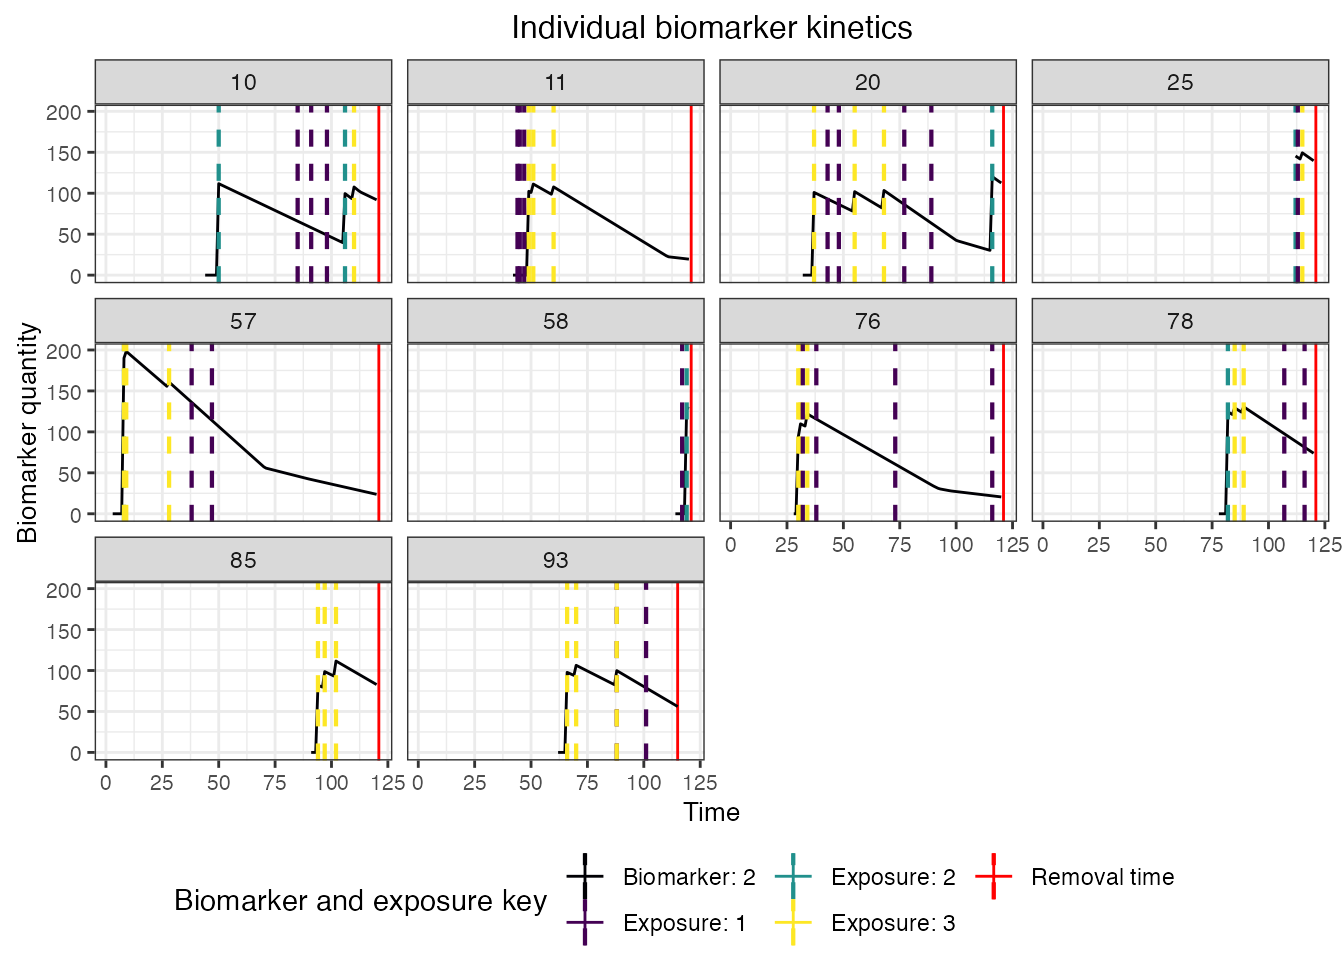 Individual biomarker kinetics
10 11 20 25
200
150
100
50
0
57 58 76 78
200
150
100
50
0
0 25 50 75 100 125 0 25 50 75 100 125
85 93
200
150
100
50
0
0 25 50 75 100 125 0 25 50 75 100 125
Biomarker quantity
Time
Biomarker and exposure key
Biomarker: 2 Exposure: 2 Removal time
Exposure: 1 Exposure: 3